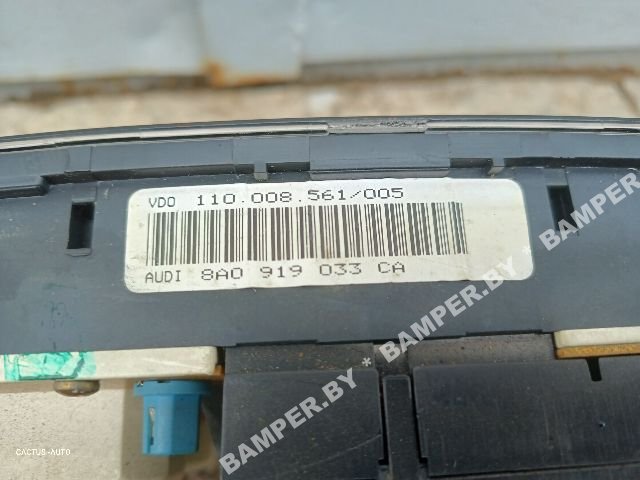 VDO 110.008.561/005
AUDI 8A0 919 033 CA
BAMPER.BY
BAMPER.BY
* BAMPER.BY
CACTUS-AUTO